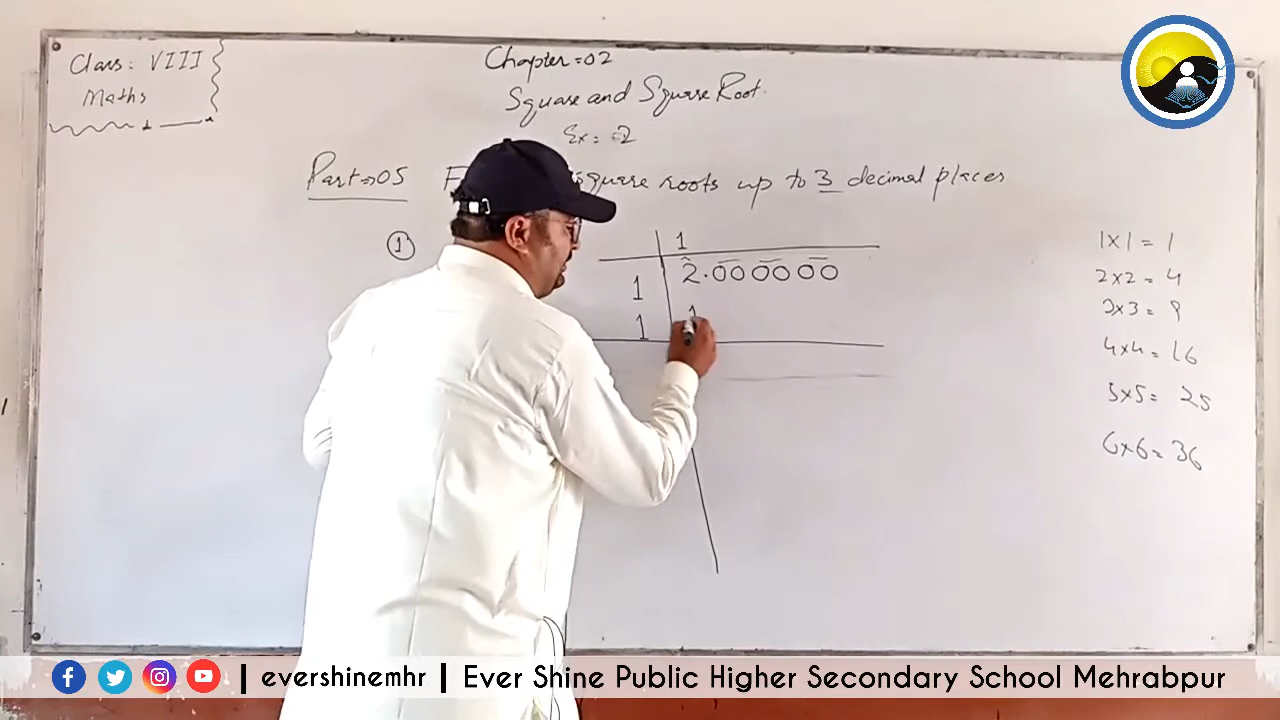 Class: VIII
Maths
Chapter=02
Square and Square Root.
Ex= 2
Part=>05 square roots up to 3 decimal places
1
1
2.000000
1
1
1
1x1=1
2x2=4
3x3=9
4x4=16
5x5=25
6x6=36
| evershinemhr | Ever Shine Public Higher Secondary School Mehrabpur